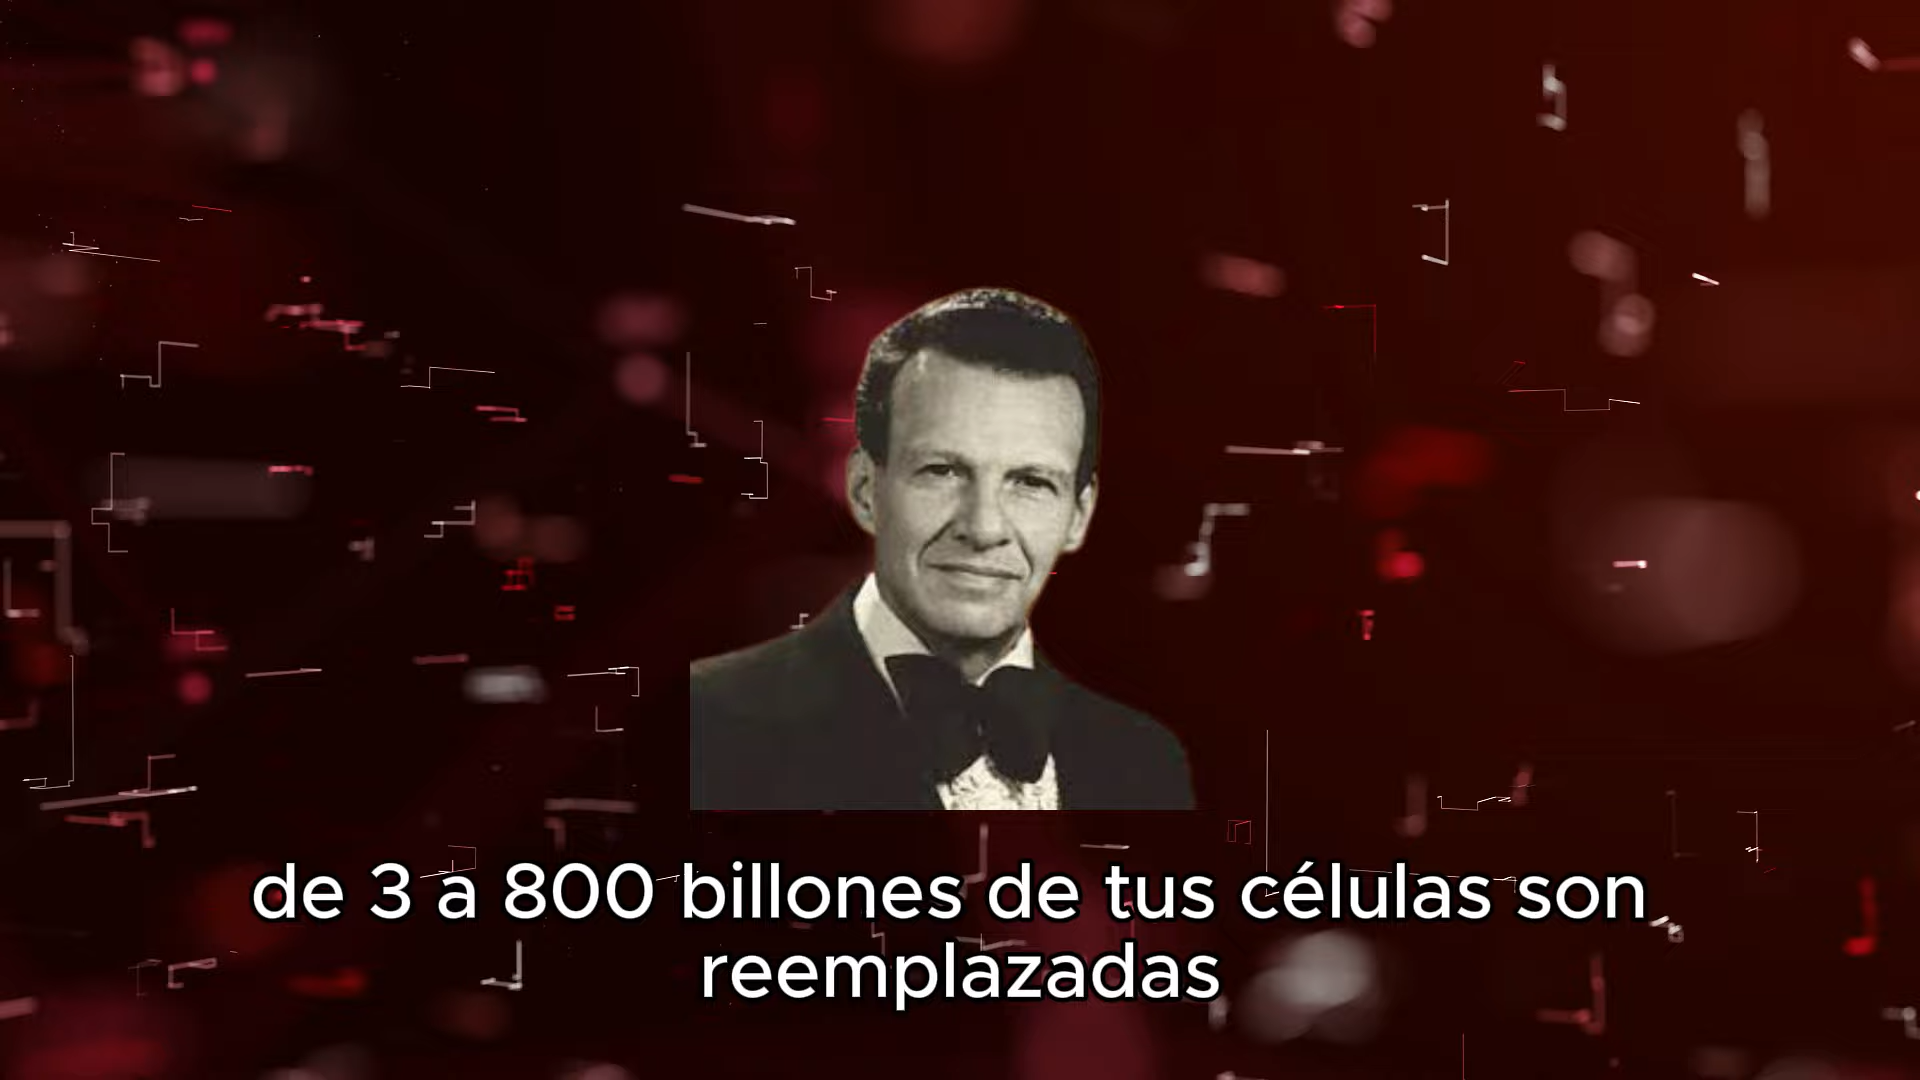 de 3 a 800 billones de tus células son
reemplazadas